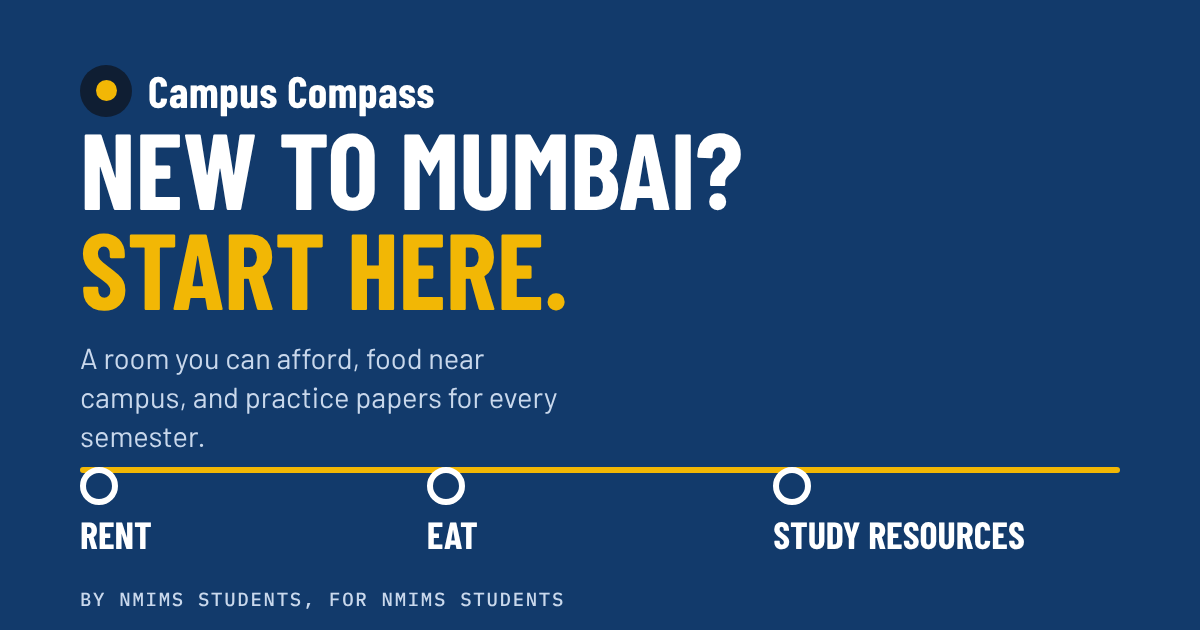 Campus Compass
NEW TO MUMBAI?
START HERE.
A room you can afford, food near
campus, and practice papers for every
semester.
RENT
EAT
STUDY RESOURCES
BY NMIMS STUDENTS, FOR NMIMS STUDENTS